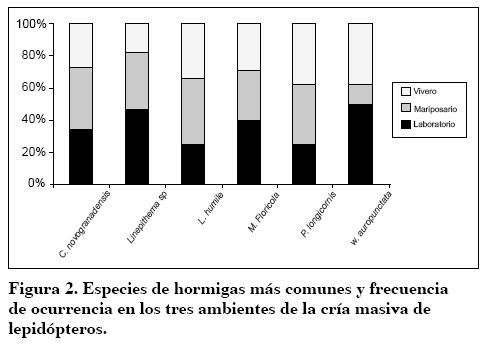 100%
80%
60%
40%
20%
0%
Vivero
Mariposario
Laboratorio
C. novogranadensis
Linepithema sp
L. humile
M. Floricola
P. longicornis
w. auropunctata
Figura 2. Especies de hormigas más comunes y frecuencia
de ocurrencia en los tres ambientes de la cría masiva de
lepidópteros.